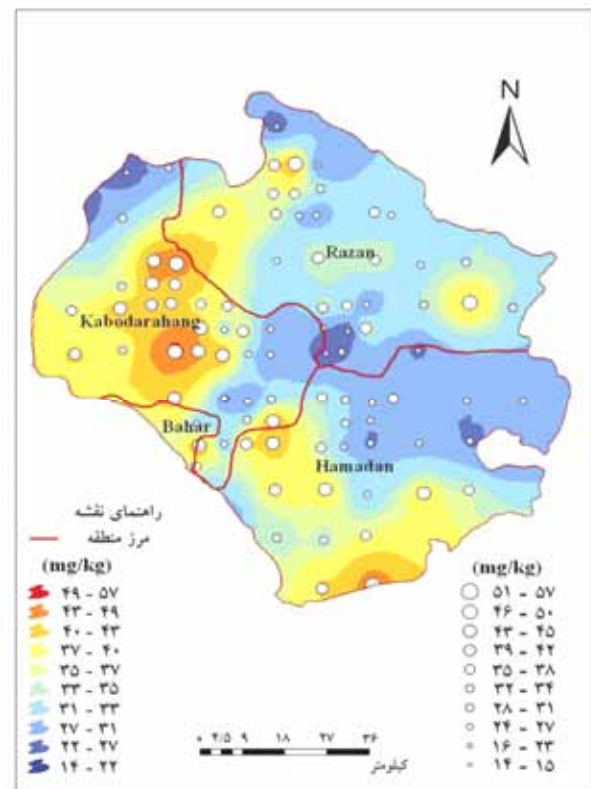 N
Razan
Kabodarahang
Bahar
Hamadan
راهنمای نقشه
مرز منطقه
(mg/kg)
۴۹ - ۵۷
۴۳ - ۴۹
۴۰ - ۴۳
۳۷ - ۴۰
۳۵ - ۳۷
۳۳ - ۳۵
۳۱ - ۳۳
۲۷ - ۳۱
۲۲ - ۲۷
۱۴ - ۲۲
(mg/kg)
۵۱ - ۵۷
۴۶ - ۵۰
۴۳ - ۴۵
۳۹ - ۴۲
۳۵ - ۳۸
۳۲ - ۳۴
۲۸ - ۳۱
۲۴ - ۲۷
۱۶ - ۲۳
۱۴ - ۱۵
۰ ۴/۵ ۹ ۱۸ ۲۷ ۳۶
کیلومتر